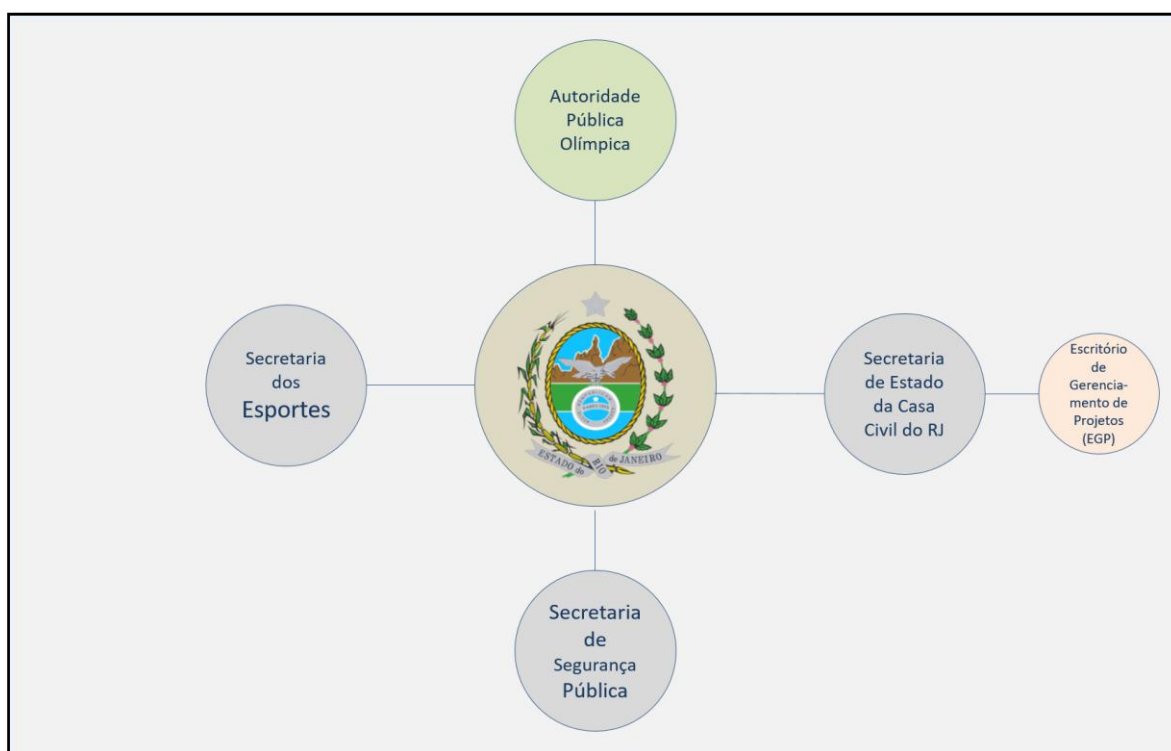 Autoridade
Pública
Olímpica
Secretaria
dos
Esportes
ESTADO do RIO de JANEIRO
Secretaria
de Estado
da Casa
Civil do RJ
Escritório
de
Gerencia-
mento de
Projetos
(EGP)
Secretaria
de
Segurança
Pública